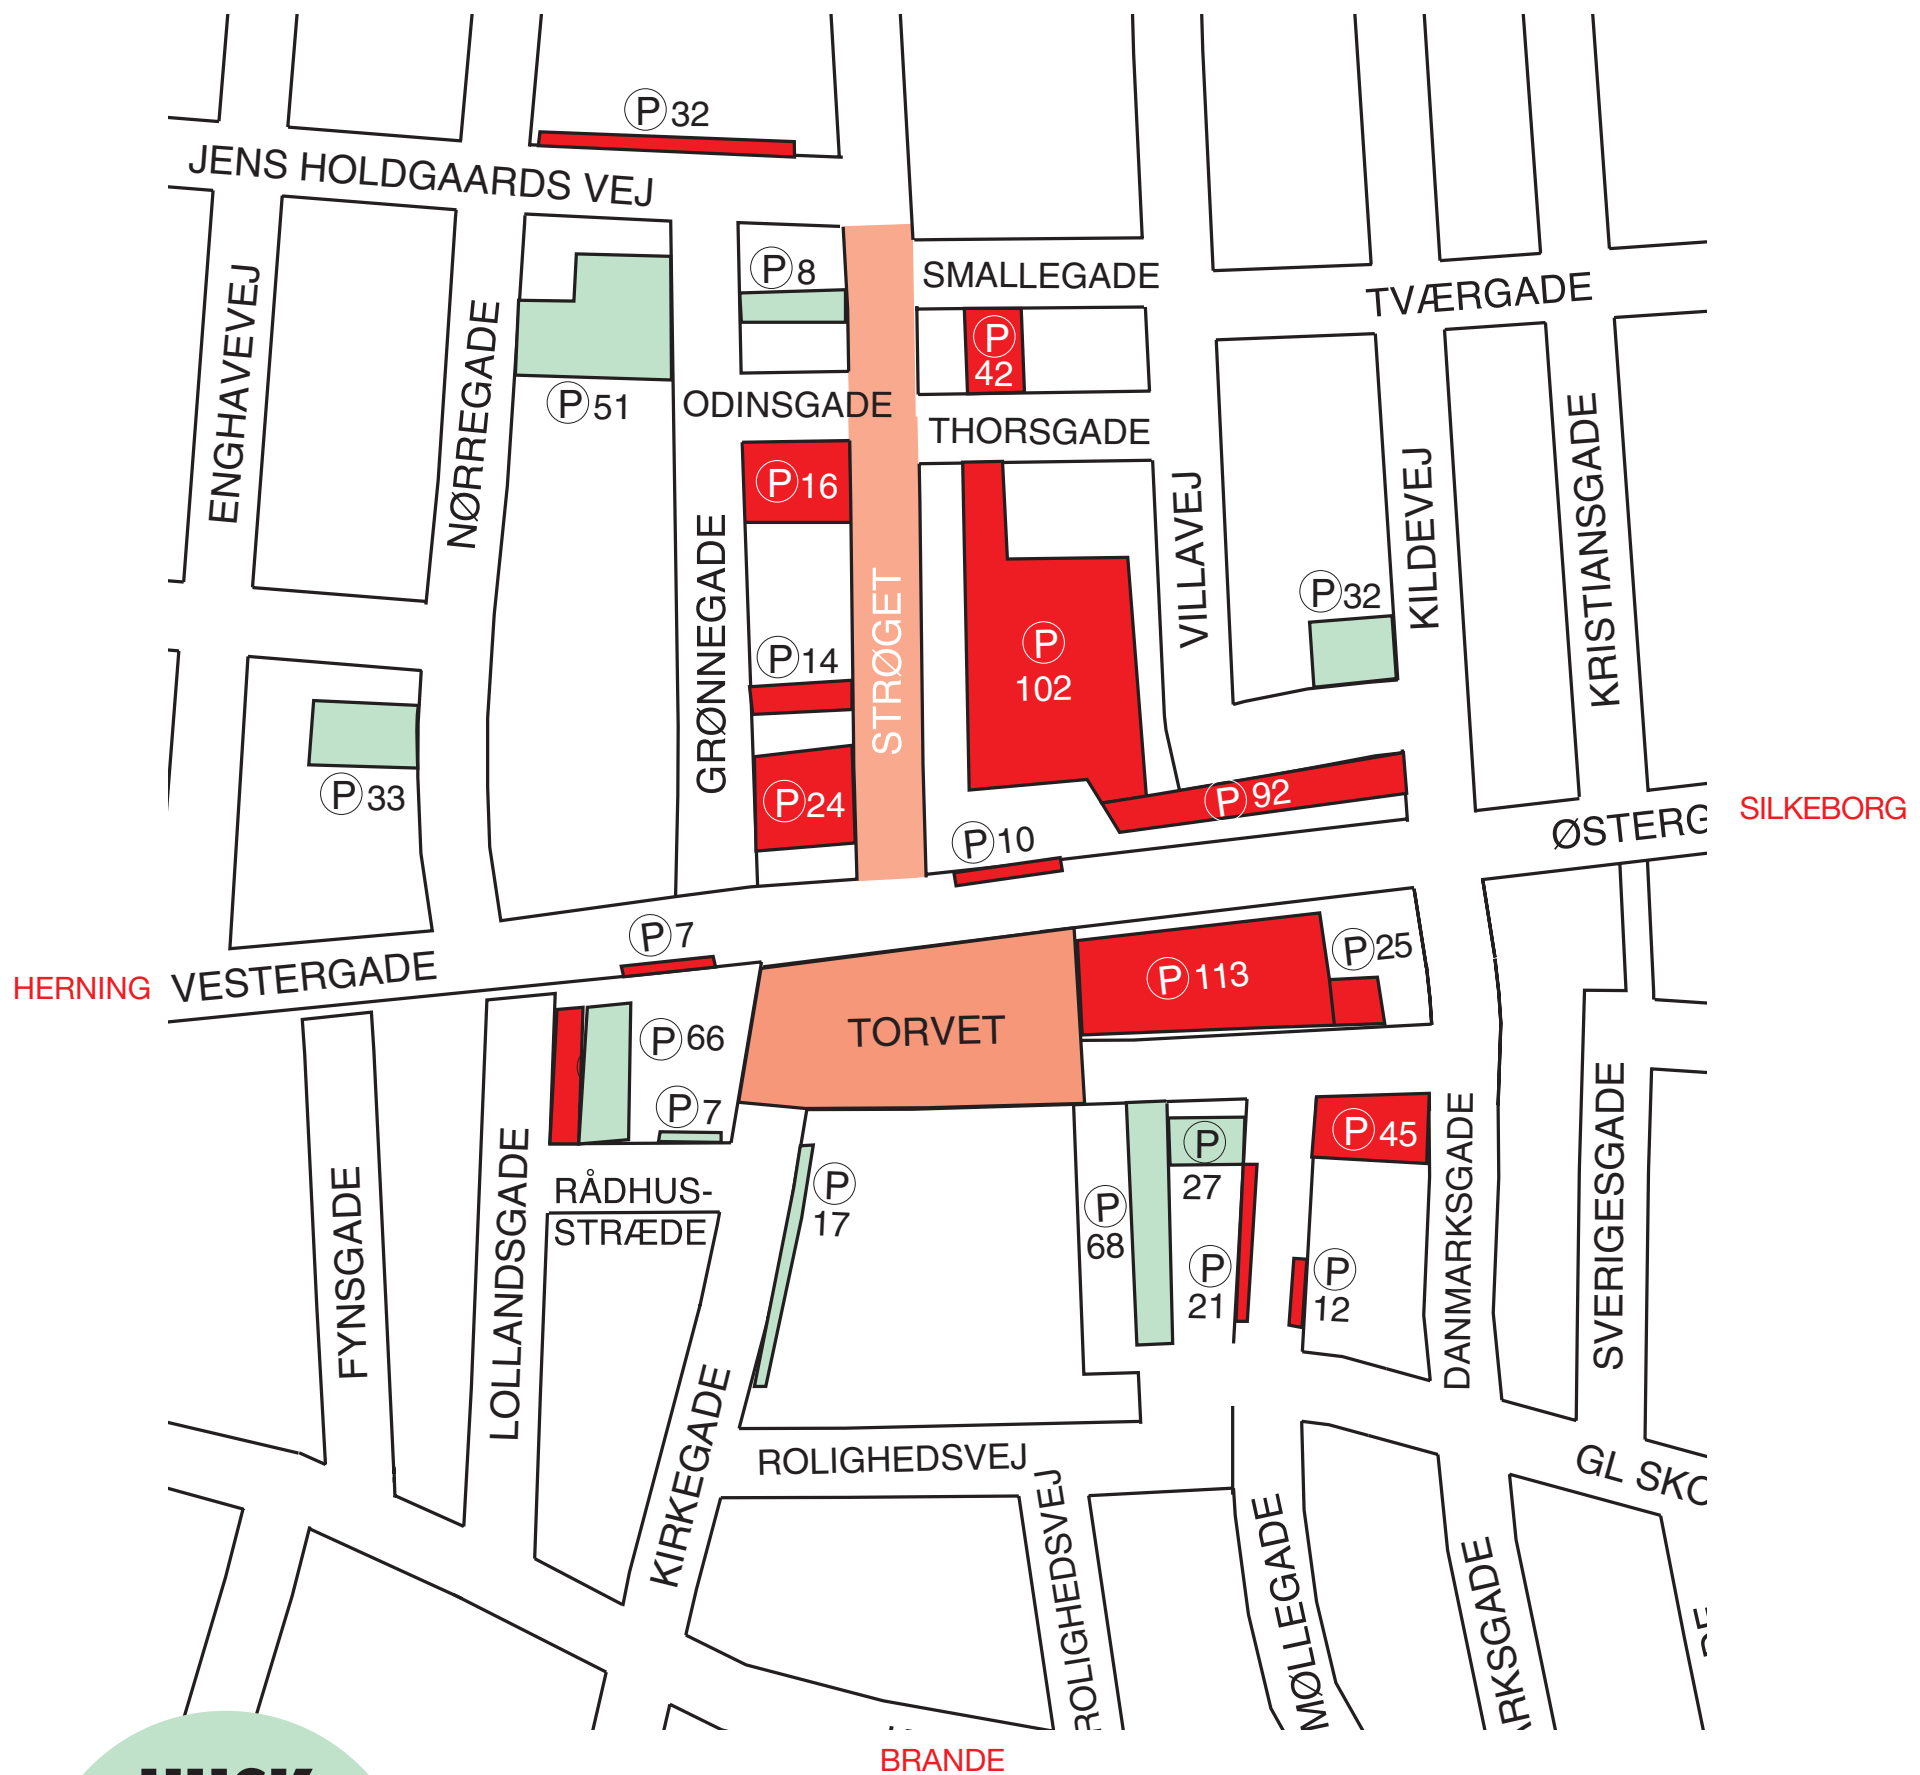 P 32
JENS HOLDGAARDS VEJ
P 8
SMALLEGADE
TVÆRGADE
ENGHAVEVEJ
NØRREGADE
P 42
P 51
ODINSGADE
THORSGADE
P 16
GRØNNEGADE
STRØGET
VILLAVEJ
KILDEVEJ
KRISTIANSGADE
P 32
P 14
P 102
P 33
P 24
P 92
P 10
SILKEBORG
ØSTERG
P 7
HERNING
VESTERGADE
P 113
P 25
P 66
TORVET
P 7
P 45
P 27
P 17
P 68
RÅDHUS-
STRÆDE
P 21
P 12
FYNSGADE
LOLLANDSGADE
DANMARKSGADE
SVERIGESGADE
KIRKEGADE
ROLIGHEDSVEJ
GL SKO
ROLIGHEDSVEJ
MØLLEGADE
RKSGADE
BRANDE